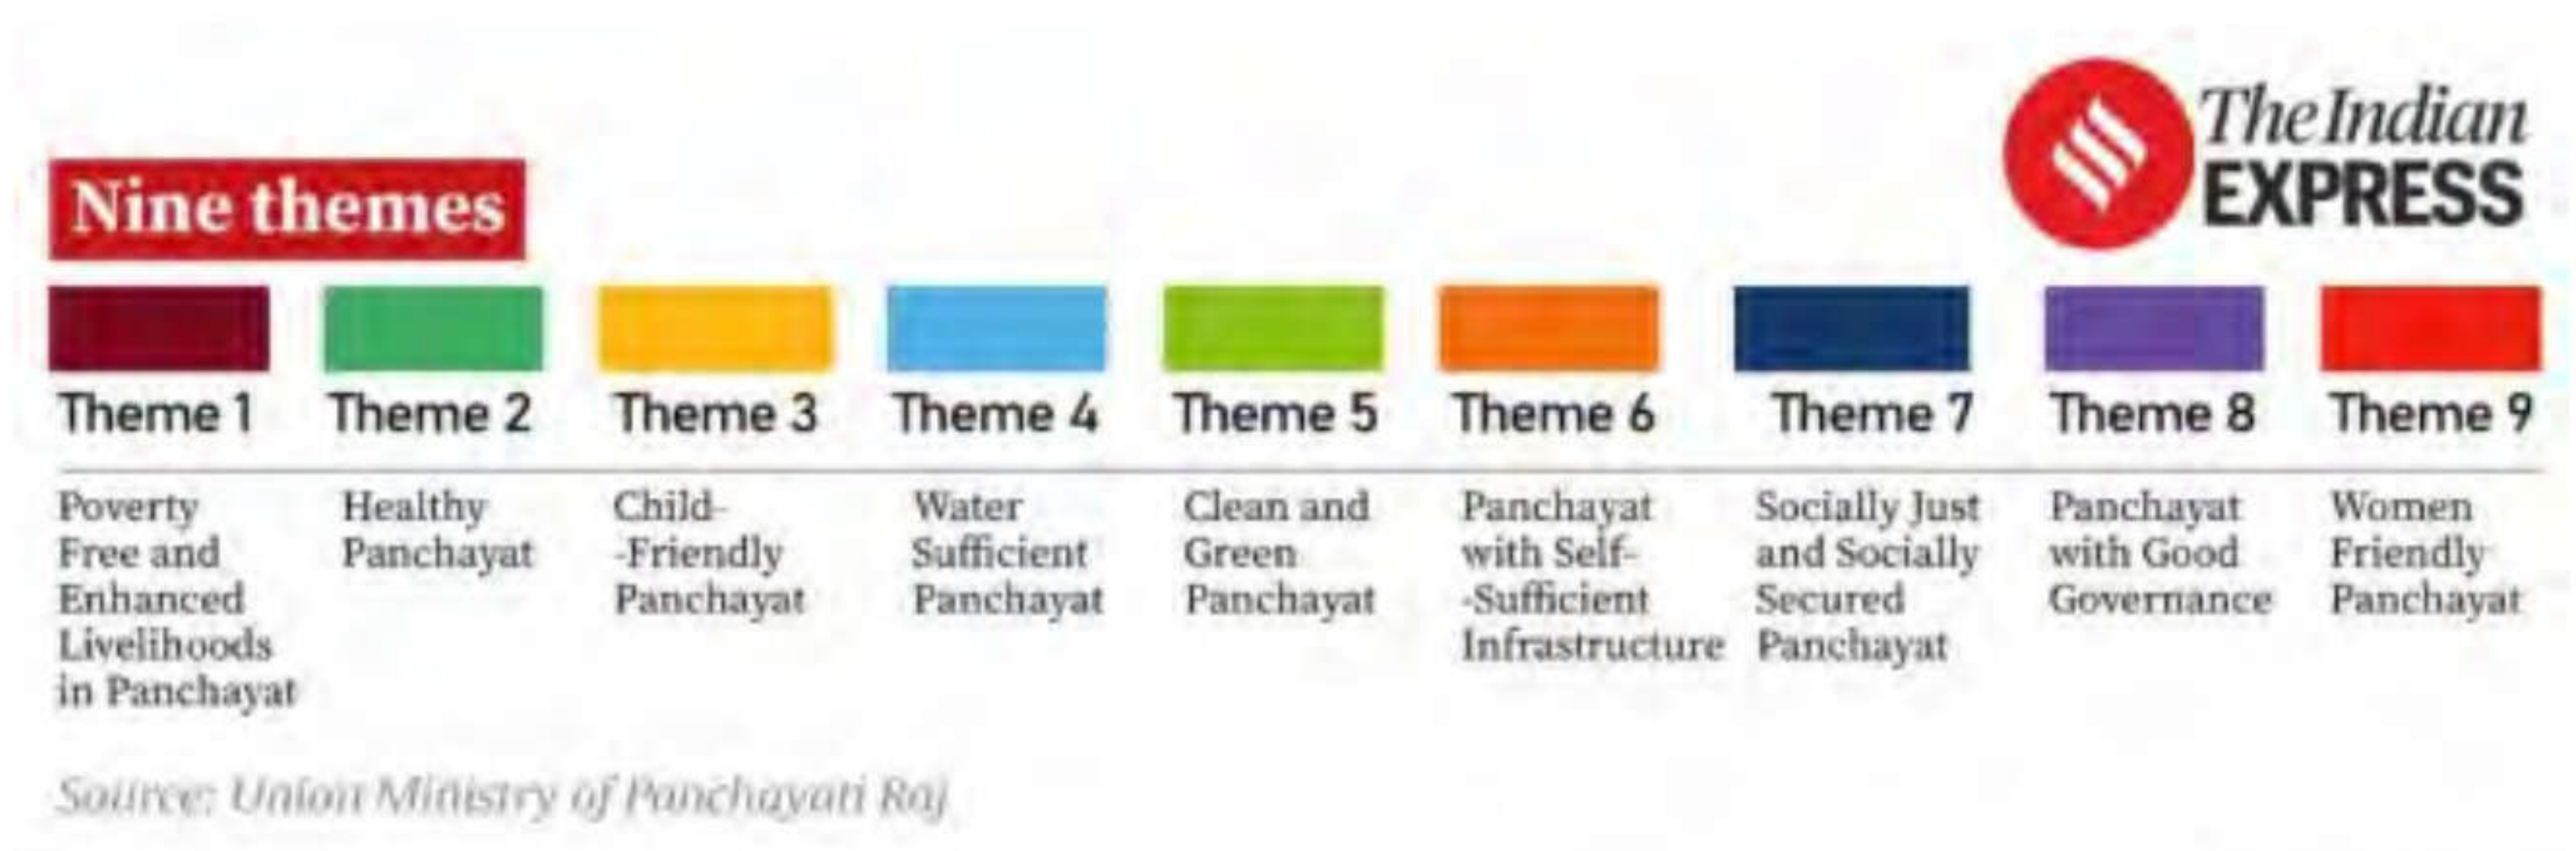 The Indian
EXPRESS
Nine themes
Theme 1
Poverty
Free and
Enhanced
Livelihoods
in Panchayat
Theme 2
Healthy
Panchayat
Theme 3
Child-
-Friendly
Panchayat
Theme 4
Water
Sufficient
Panchayat
Theme 5
Clean and
Green
Panchayat
Theme 6
Panchayat
with Self-
-Sufficient
Infrastructure
Theme 7
Socially Just
and Socially
Secured
Panchayat
Theme 8
Panchayat
with Good
Governance
Theme 9
Women
Friendly
Panchayat
Source: Union Ministry of Panchayati Raj